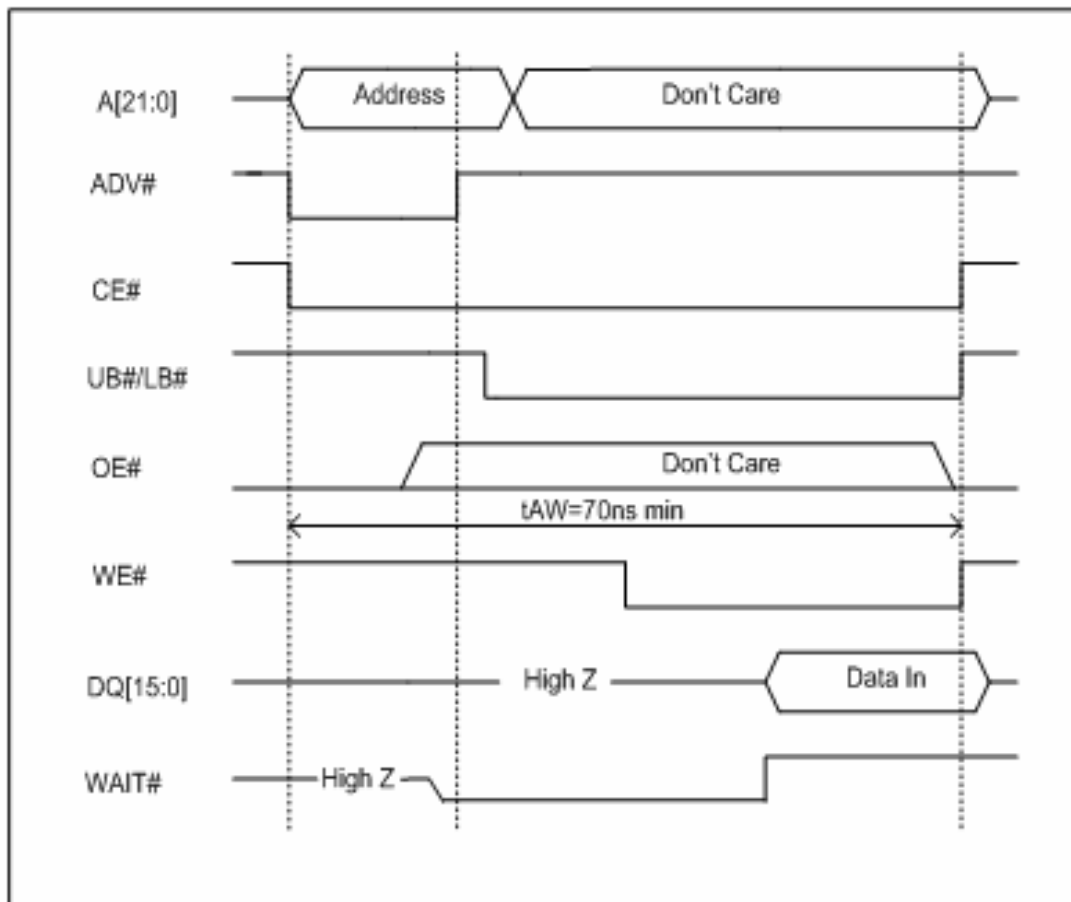 A[21:0] Address Don't Care
ADV#
CE#
UB#/LB#
OE# Don't Care
tAW=70ns min
WE#
DQ[15:0] High Z Data In
WAIT# High Z